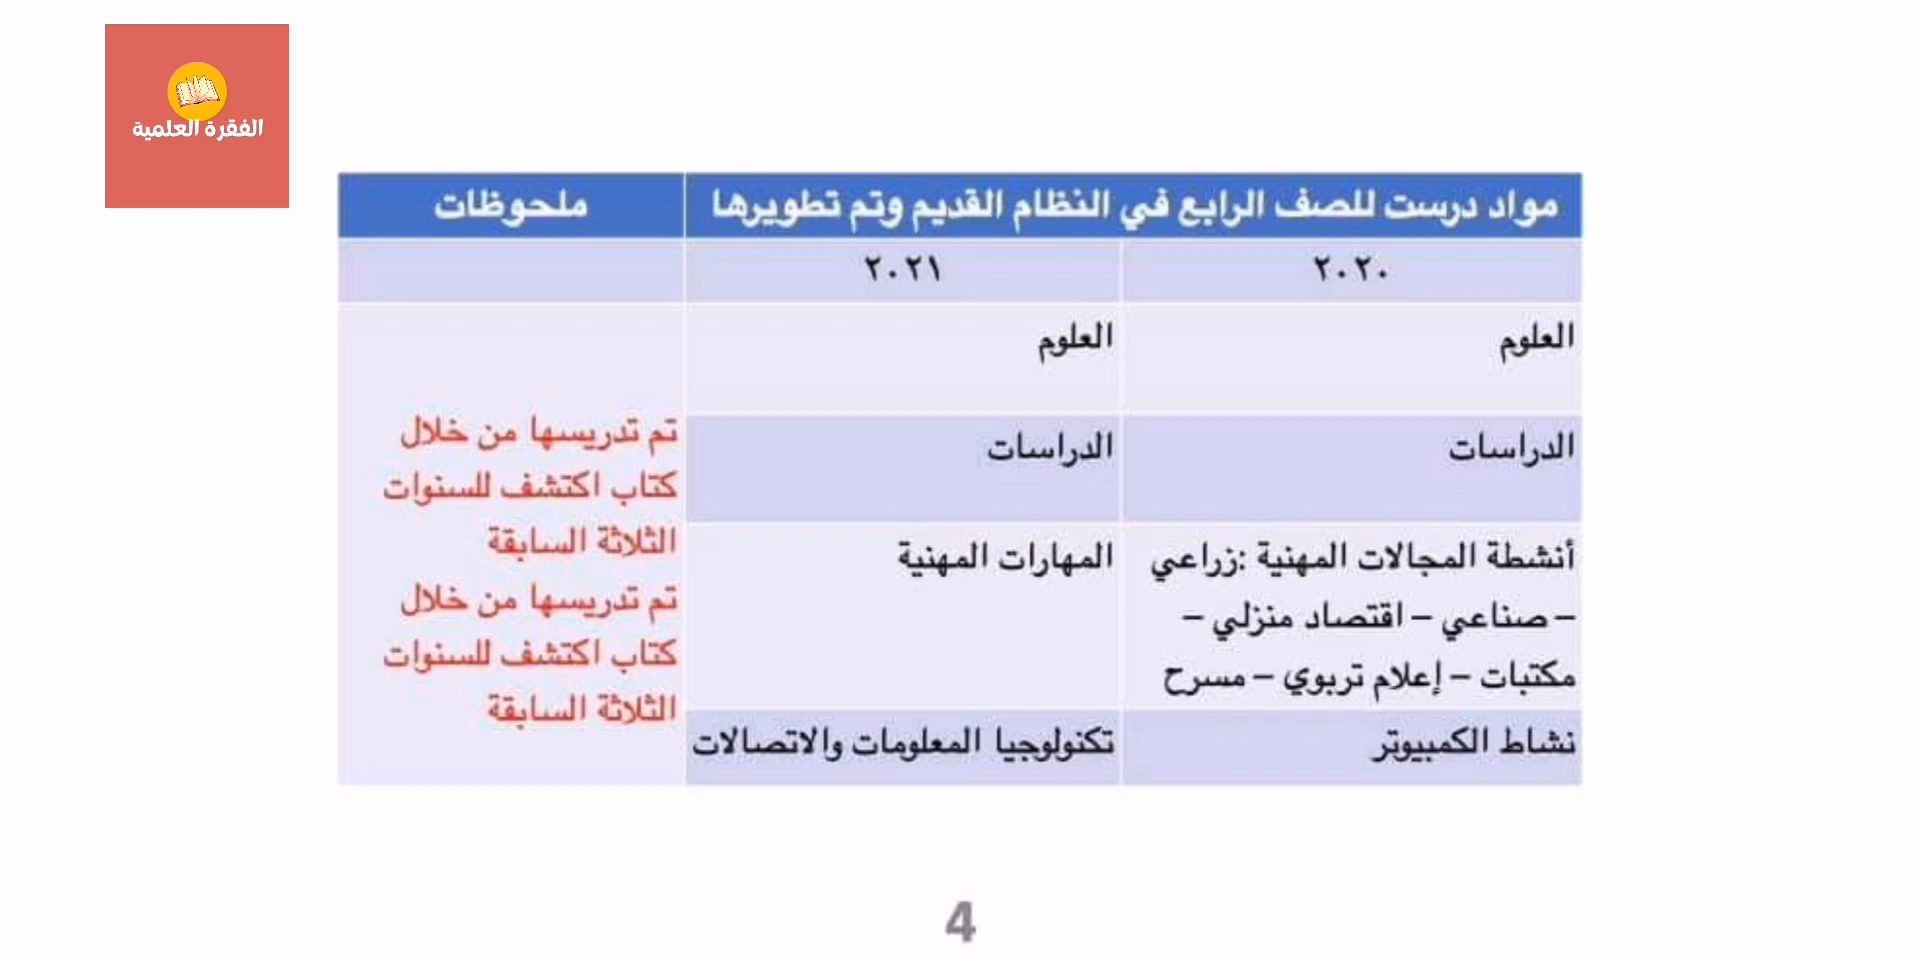 الفقرة العلمية
مواد درست للصف الرابع في النظام القديم وتم تطويرها
ملحوظات
٢٠٢٠
٢٠٢١
العلوم
العلوم
الدراسات
الدراسات
أنشطة المجالات المهنية :زراعي
– صناعي – اقتصاد منزلي –
مكتبات – إعلام تربوي – مسرح
المهارات المهنية
نشاط الكمبيوتر
تكنولوجيا المعلومات والاتصالات
تم تدريسها من خلال
كتاب اكتشف للسنوات
الثلاثة السابقة
تم تدريسها من خلال
كتاب اكتشف للسنوات
الثلاثة السابقة
4